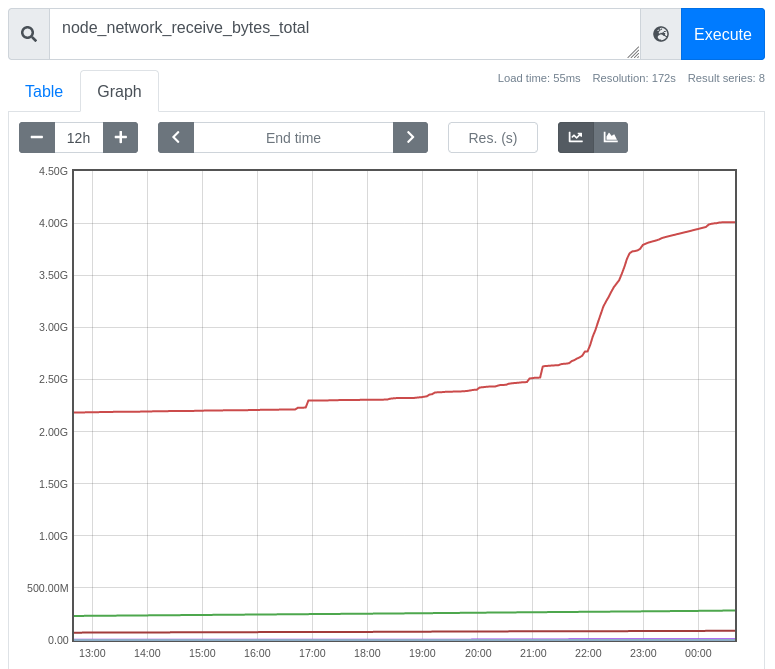 node_network_receive_bytes_total
Execute
Table
Graph
Load time: 55ms Resolution: 172s Result series: 8
12h
End time
Res. (s)
4.50G
4.00G
3.50G
3.00G
2.50G
2.00G
1.50G
1.00G
500.00M
0.00
13:00 14:00 15:00 16:00 17:00 18:00 19:00 20:00 21:00 22:00 23:00 00:00